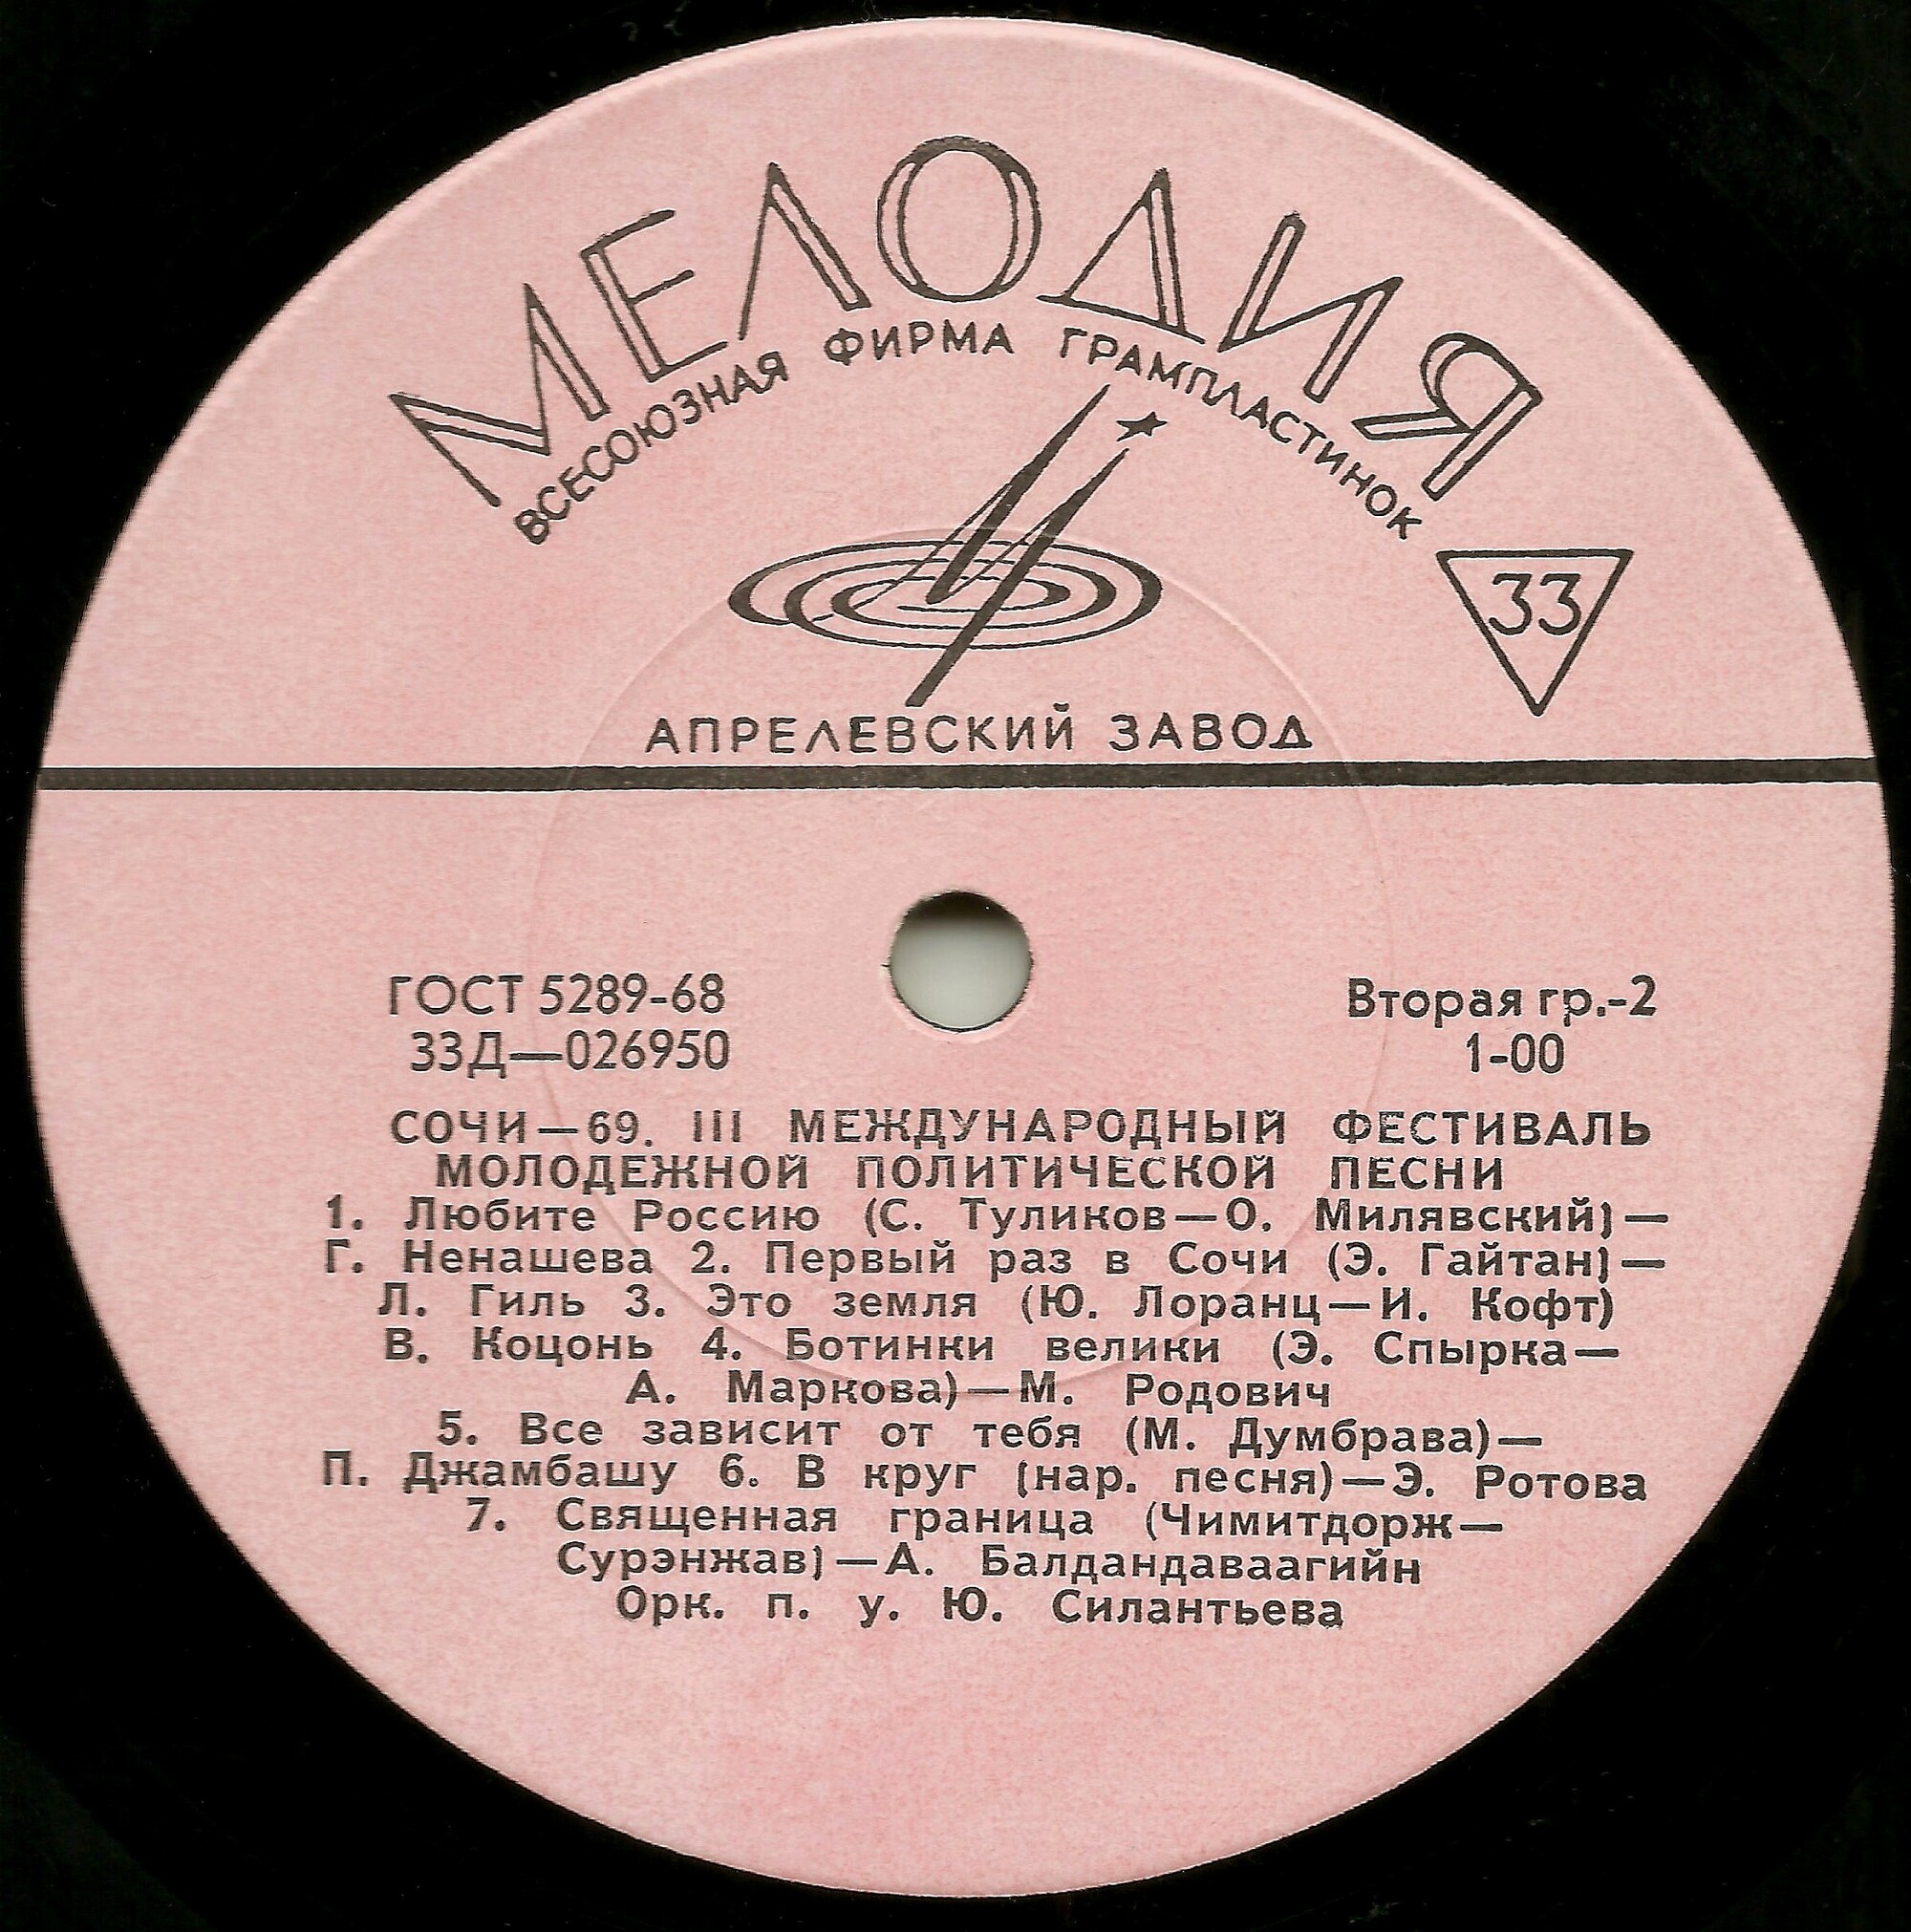 МЕЛОДИЯ
ВСЕСОЮЗНАЯ ФИРМА ГРАМПЛАСТИНОК
33
АПРЕЛЕВСКИЙ ЗАВОД
ГОСТ 5289-68
33Д—026950
Вторая гр.-2
1-00
СОЧИ—69. III МЕЖДУНАРОДНЫЙ ФЕСТИВАЛЬ
МОЛОДЕЖНОЙ ПОЛИТИЧЕСКОЙ ПЕСНИ
1. Любите Россию (С. Туликов—О. Милявский)—
Г. Ненашева 2. Первый раз в Сочи (Э. Гайтан)—
Л. Гиль 3. Это земля (Ю. Лоранц—И. Кофт)
В. Коцонь 4. Ботинки велики (Э. Спырка—
А. Маркова)—М. Родович
5. Все зависит от тебя (М. Думбрава)—
П. Джамбашу 6. В круг (нар. песня)—Э. Ротова
7. Священная граница (Чимитдорж—
Сурэнжав)—А. Балдандаваагийн
Орк. п. у. Ю. Силантьева